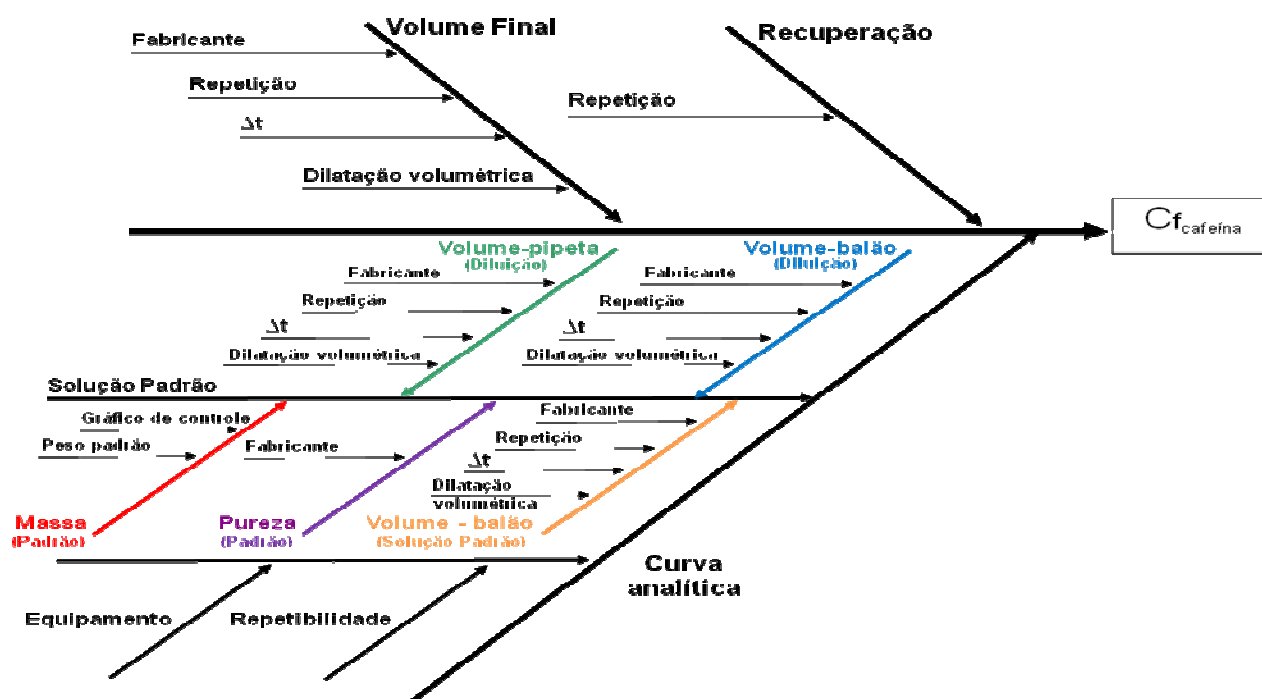 Volume Final
Recuperação
Fabricante
Repetição
Δt
Dilatação volumétrica
Repetição
Cf cafeína
Volume-pipeta
(Diluição)
Fabricante
Repetição
Δt
Dilatação volumétrica
Volume-balão
(Diluição)
Fabricante
Repetição
Δt
Dilatação volumétrica
Solução Padrão
Gráfico de controle
Peso padrão
Massa
(Padrão)
Fabricante
Pureza
(Padrão)
Fabricante
Repetição
Δt
Dilatação
volumétrica
Volume - balão
(Solução Padrão)
Curva
analítica
Equipamento
Repetibilidade